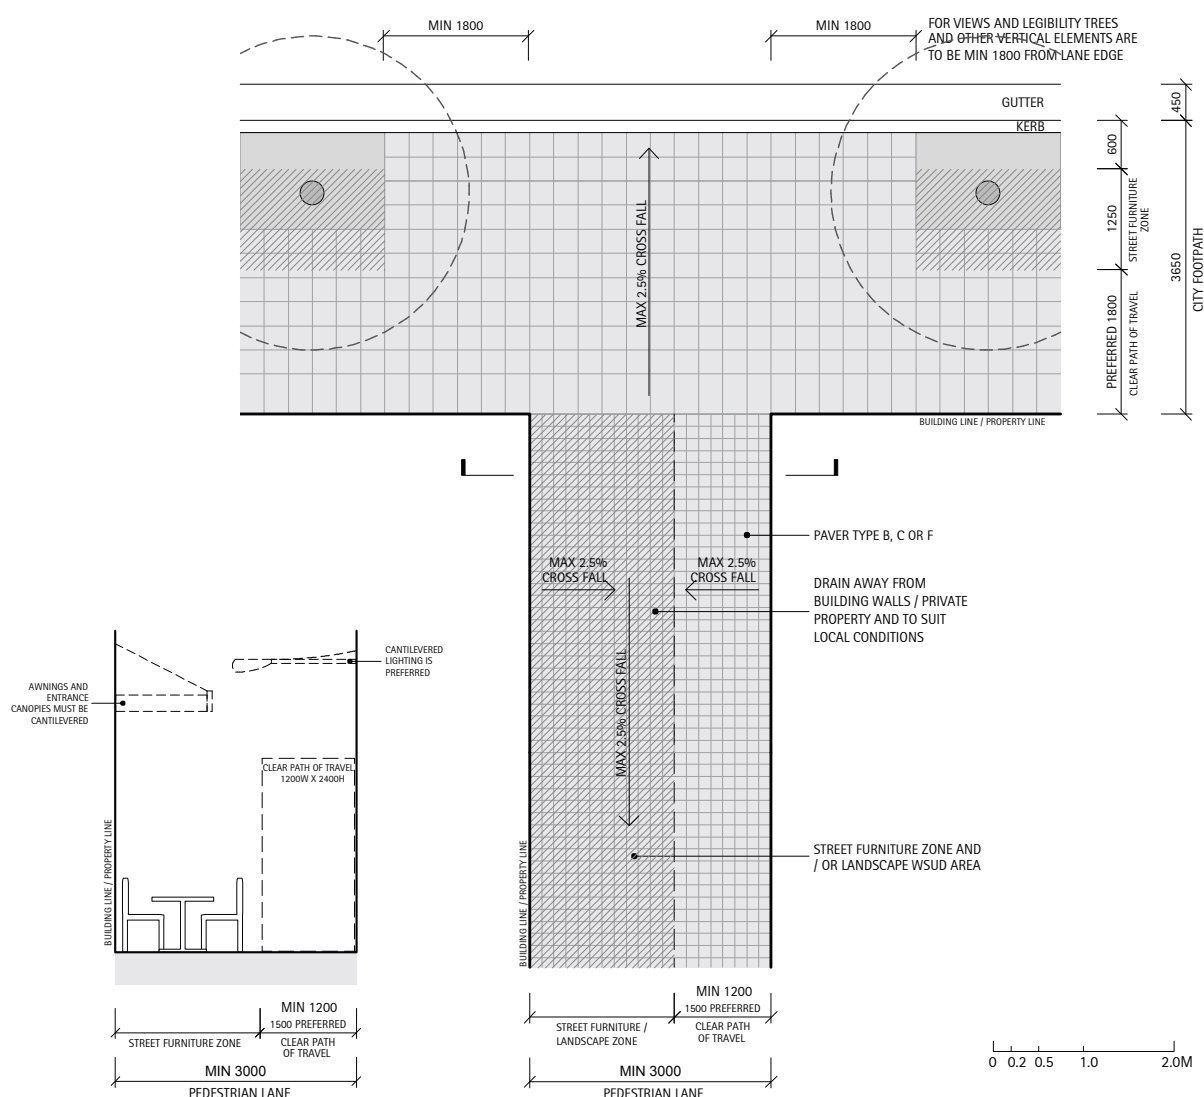 MIN 1800
MIN 1800
FOR VIEWS AND LEGIBILITY TREES
AND OTHER VERTICAL ELEMENTS ARE
TO BE MIN 1800 FROM LANE EDGE
GUTTER
KERB
450
600
1250
STREET FURNITURE
ZONE
PREFERRED 1800
CLEAR PATH OF TRAVEL
3650
CITY FOOTPATH
MAX 2.5% CROSS FALL
BUILDING LINE / PROPERTY LINE
PAVER TYPE B, C OR F
MAX 2.5%
CROSS FALL
MAX 2.5%
CROSS FALL
DRAIN AWAY FROM
BUILDING WALLS / PRIVATE
PROPERTY AND TO SUIT
LOCAL CONDITIONS
MAX 2.5% CROSS FALL
STREET FURNITURE ZONE AND
/ OR LANDSCAPE WSUD AREA
BUILDING LINE / PROPERTY LINE
CANTILEVERED
LIGHTING IS
PREFERRED
AWNINGS AND
ENTRANCE
CANOPIES MUST BE
CANTILEVERED
CLEAR PATH OF TRAVEL
1200W X 2400H
BUILDING LINE / PROPERTY LINE
MIN 1200
1500 PREFERRED
STREET FURNITURE ZONE
CLEAR PATH
OF TRAVEL
MIN 3000
PEDESTRIAN LANE
MIN 1200
1500 PREFERRED
STREET FURNITURE /
LANDSCAPE ZONE
CLEAR PATH
OF TRAVEL
MIN 3000
PEDESTRIAN LANE
0 0.2 0.5 1.0 2.0M